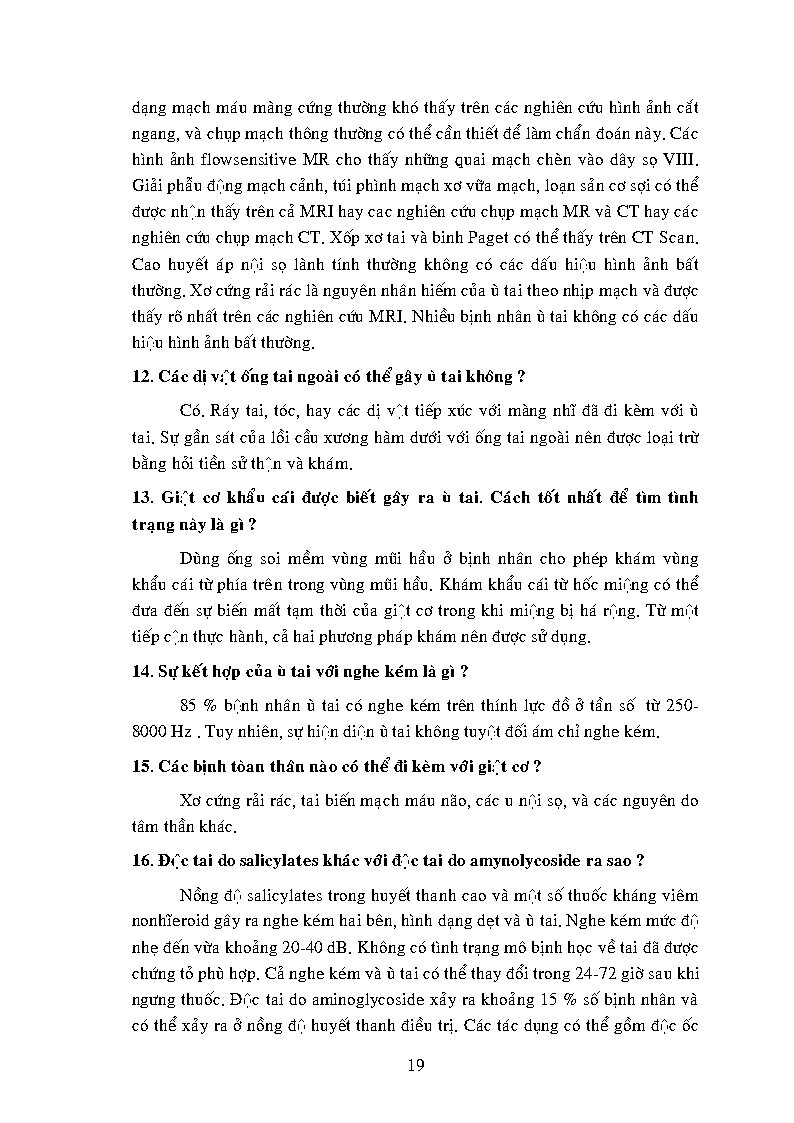 dạng mạch máu màng cứng thường khó thấy trên các nghiên cứu hình ảnh cắt
ngang, và chụp mạch thông thường có thể cần thiết để làm chẩn đoán này. Các
hình ảnh flowsensitive MR cho thấy những quai mạch chèn vào dây sọ VIII.
Giải phẫu động mạch cảnh, túi phình mạch xơ vữa mạch, loạn sản cơ sợi có thể
được nhận thấy trên cả MRI hay cac nghiên cứu chụp mạch MR và CT hay các
nghiên cứu chụp mạch CT. Xốp xơ tai và binh Paget có thể thấy trên CT Scan.
Cao huyết áp nội sọ lành tính thường không có các dấu hiệu hình ảnh bất
thường. Xơ cứng rải rác là nguyên nhân hiếm của ù tai theo nhịp mạch và được
thấy rõ nhất trên các nghiên cứu MRI. Nhiều bịnh nhân ù tai không có các dấu
hiệu hình ảnh bất thường.
12. Các dị vật ống tai ngoài có thể gây ù tai không ?
Có. Ráy tai, tóc, hay các dị vật tiếp xúc với màng nhĩ đã đi kèm với ù
tai. Sự gần sát của lồi cầu xương hàm dưới với ống tai ngoài nên được loại trừ
bằng hỏi tiền sử thận và khám.
13. Giật cơ khẩu cái được biết gây ra ù tai. Cách tốt nhất để tìm tình
trạng này là gì ?
Dùng ống soi mềm vùng mũi hầu ở bịnh nhân cho phép khám vùng
khẩu cái từ phía trên trong vùng mũi hầu. Khám khẩu cái từ hốc miệng có thể
đưa đến sự biến mất tạm thời của giật cơ trong khi miệng bị há rộng. Từ một
tiếp cận thực hành, cả hai phương pháp khám nên được sử dụng.
14. Sự kết hợp của ù tai với nghe kém là gì ?
85 % bệnh nhân ù tai có nghe kém trên thính lực đồ ở tần số từ 250-
8000 Hz . Tuy nhiên, sự hiện diện ù tai không tuyệt đối ám chỉ nghe kém.
15. Các bịnh tòan thân nào có thể đi kèm với giật cơ ?
Xơ cứng rải rác, tai biến mạch máu não, các u nội sọ, và các nguyên do
tâm thần khác.
16. Độc tai do salicylates khác với độc tai do amynolycoside ra sao ?
Nồng độ salicylates trong huyết thanh cao và một số thuốc kháng viêm
nonhĩeroid gây ra nghe kém hai bên, hình dạng dẹt và ù tai. Nghe kém mức độ
nhẹ đến vừa khoảng 20-40 dB. Không có tình trạng mô bịnh học về tai đã được
chứng tỏ phù hợp. Cả nghe kém và ù tai có thể thay đổi trong 24-72 giờ sau khi
ngưng thuốc. Độc tai do aminoglycoside xảy ra khoảng 15 % số bịnh nhân và
có thể xảy ra ở nồng độ huyết thanh điều trị. Các tác dụng có thể gồm độc ốc
19